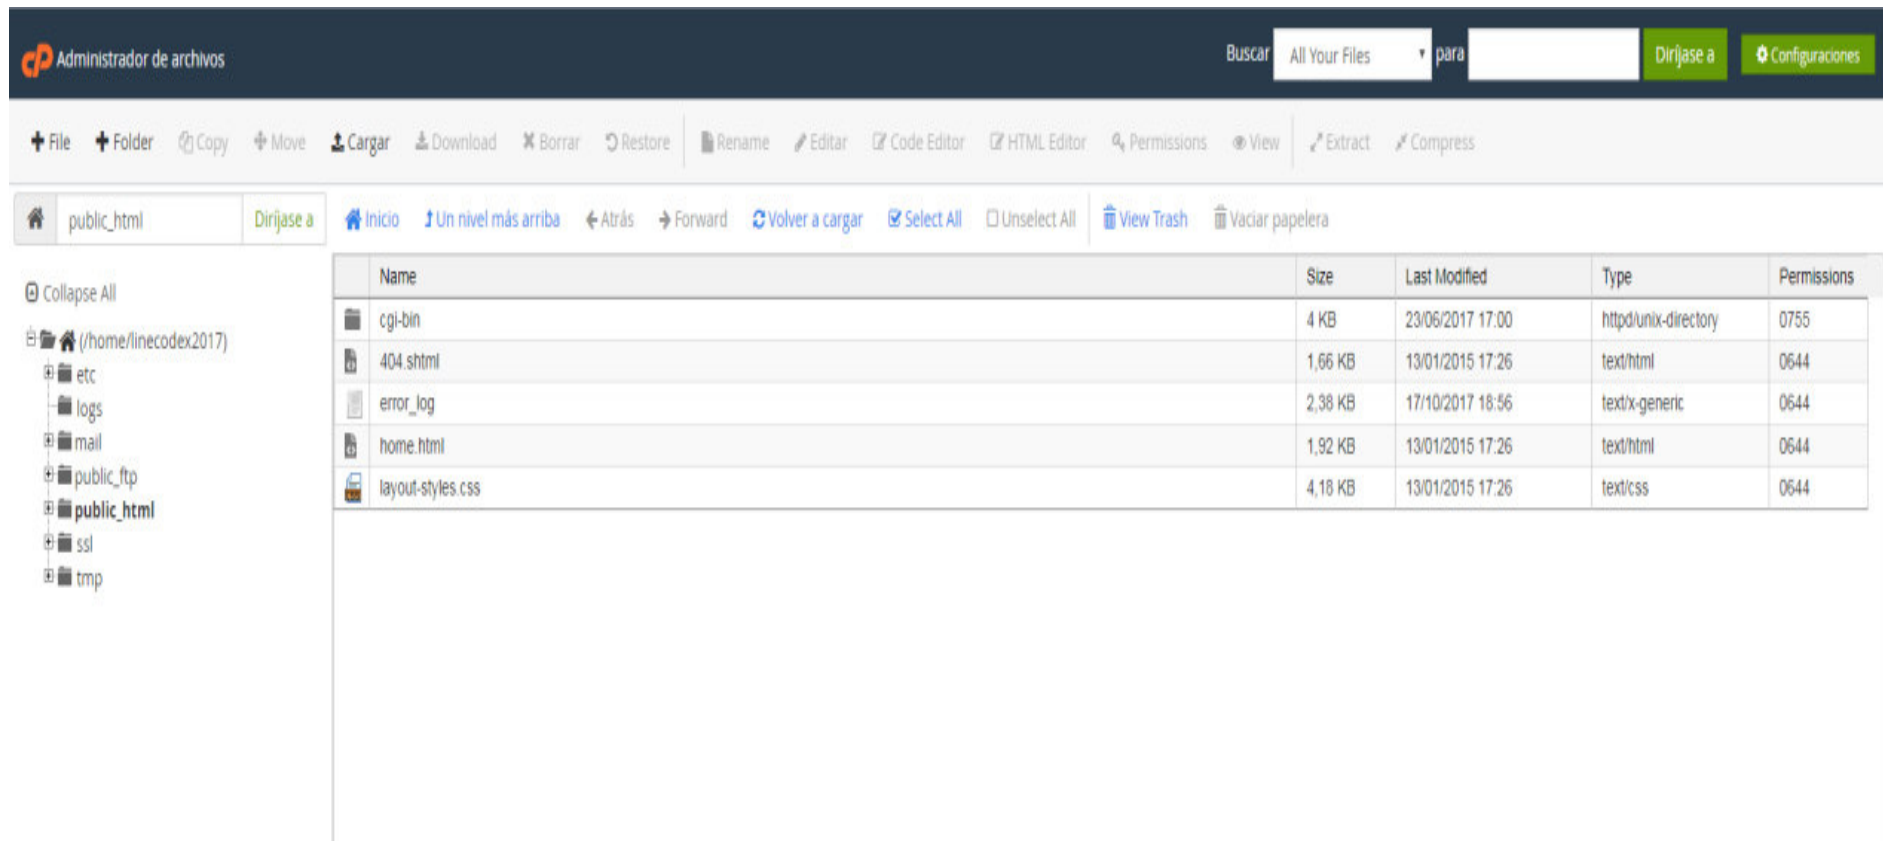 cP Administrador de archivos Buscar All Your Files para Diríjase a Configuraciones
File Folder Copy Move Cargar Download Borrar Restore Rename Editar Code Editor HTML Editor Permissions View Extract Compress
public_html Diríjase a Inicio Un nivel más arriba Atrás Forward Volver a cargar Select All Unselect All View Trash Vaciar papelera
Collapse All
(/home/linecodex2017)
etc
logs
mail
public_ftp
public_html
ssl
tmp
Name Size Last Modified Type Permissions
cgi-bin 4 KB 23/06/2017 17:00 httpd/unix-directory 0755
404.shtml 1,66 KB 13/01/2015 17:26 text/html 0644
error_log 2,38 KB 17/10/2017 18:56 text/x-generic 0644
home.html 1,92 KB 13/01/2015 17:26 text/html 0644
layout-styles.css 4,18 KB 13/01/2015 17:26 text/css 0644